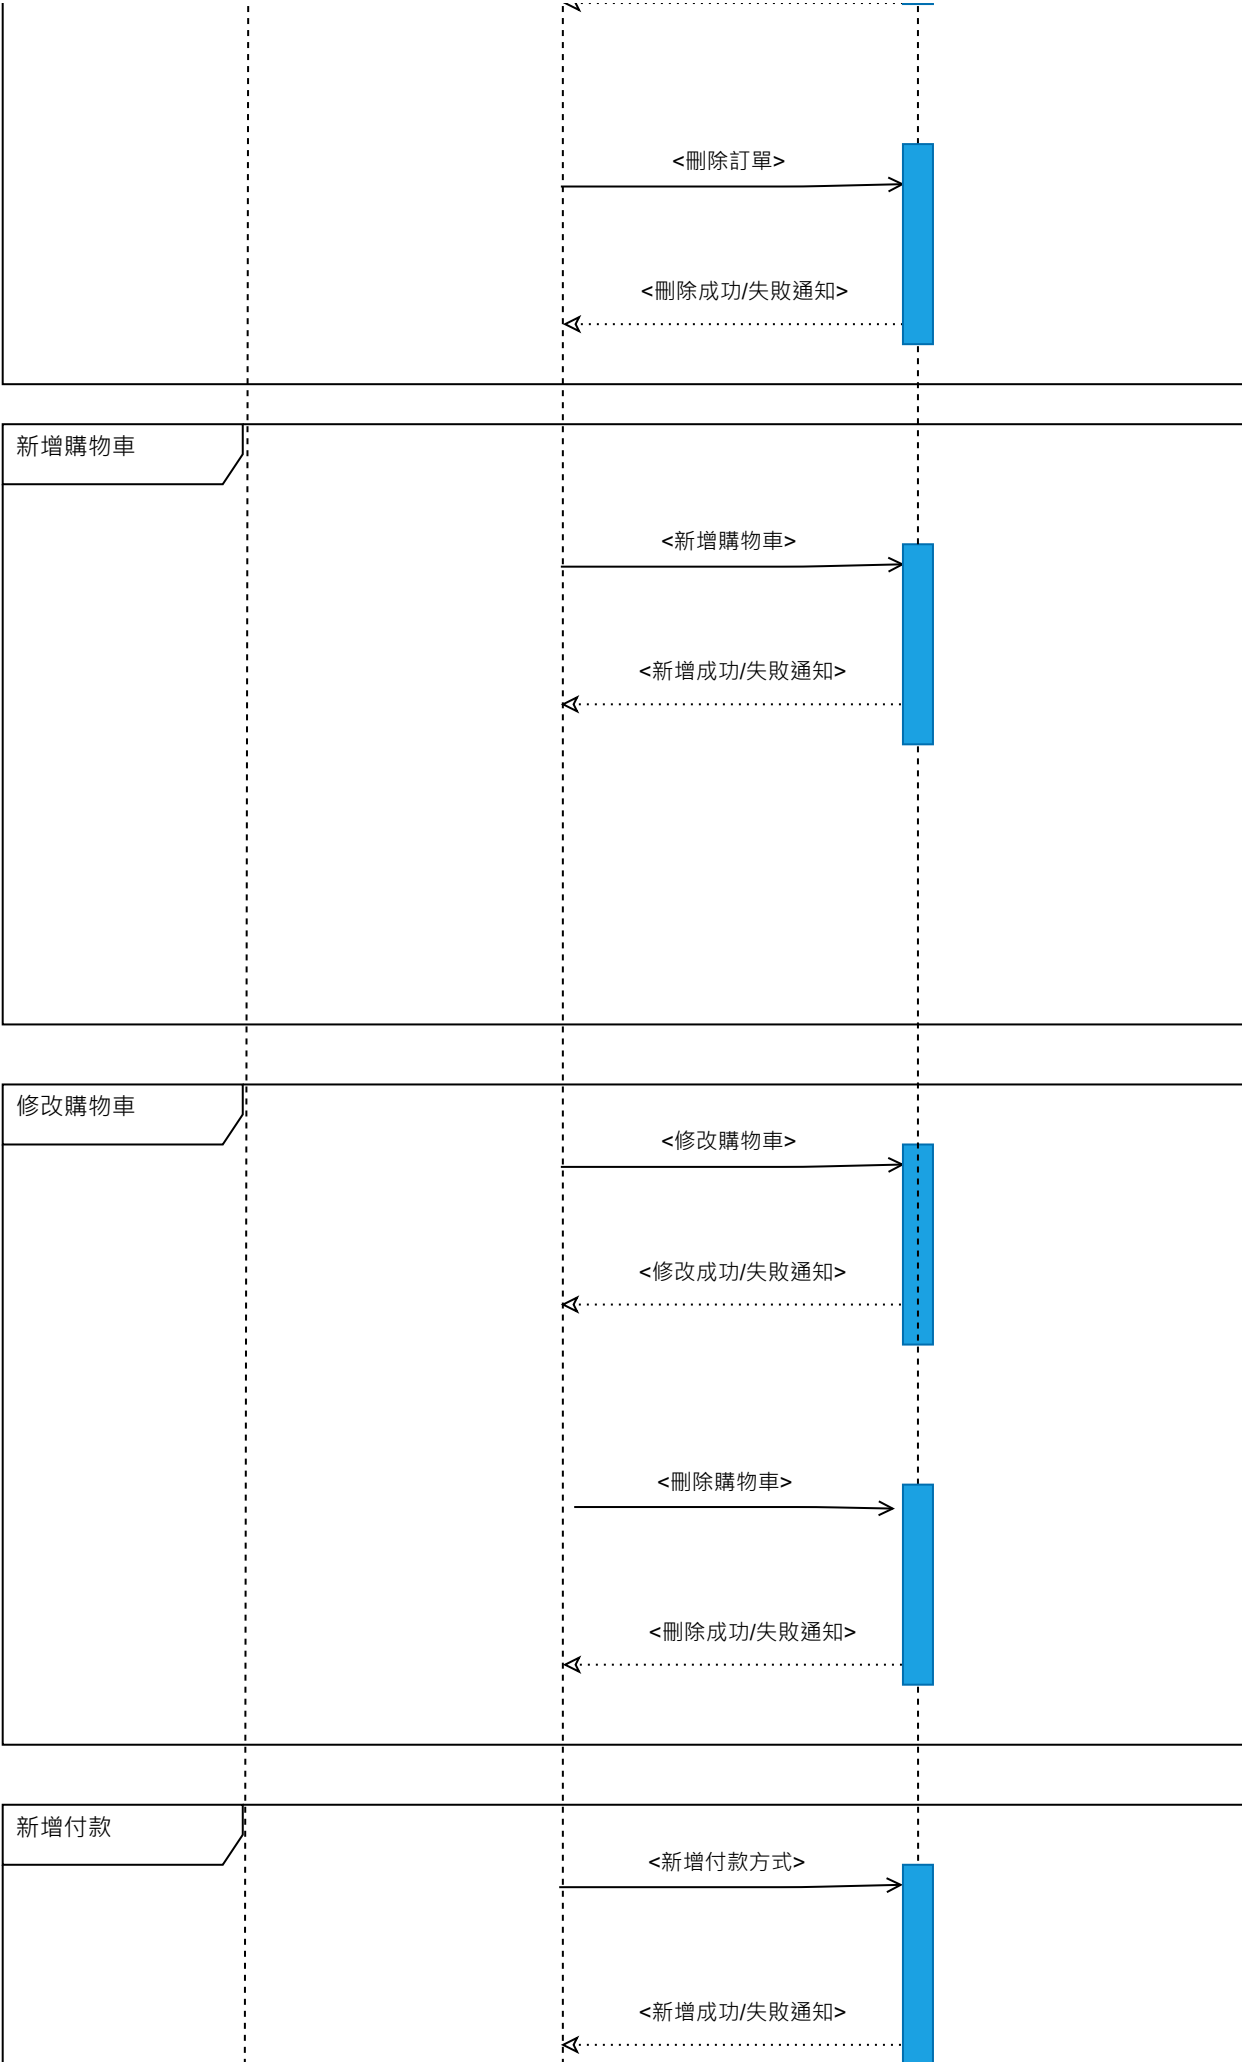 <刪除訂單>
<刪除成功/失敗通知>
新增購物車
<新增購物車>
<新增成功/失敗通知>
修改購物車
<修改購物車>
<修改成功/失敗通知>
<刪除購物車>
<刪除成功/失敗通知>
新增付款
<新增付款方式>
<新增成功/失敗通知>